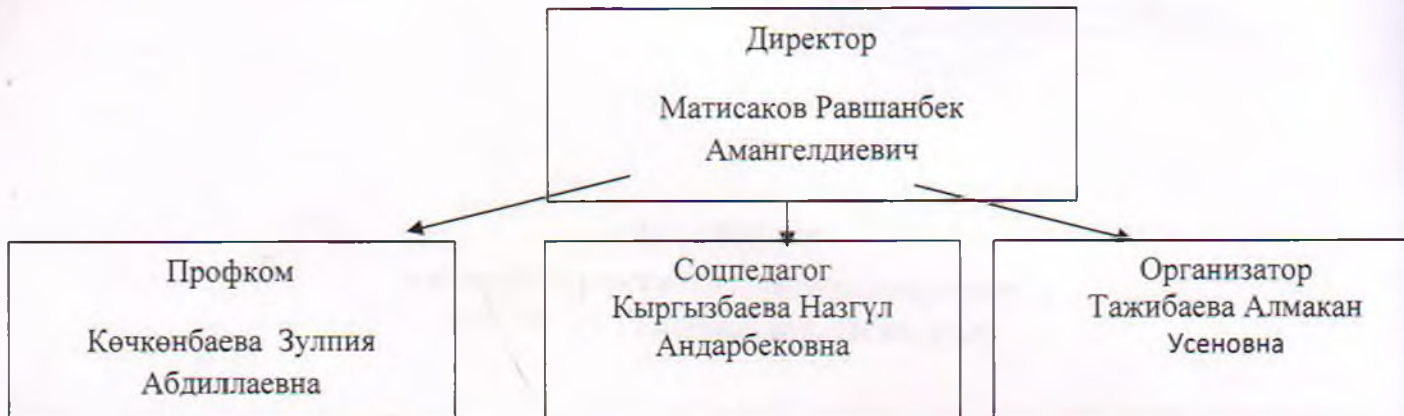 Директор
Матисаков Равшанбек
Амангелдиевич
Профком
Көчкөнбаева Зулпия
Абдиллаевна
Соцпедагог
Кыргызбаева Назгүл
Андарбековна
Организатор
Тажибаева Алмакан
Усеновна